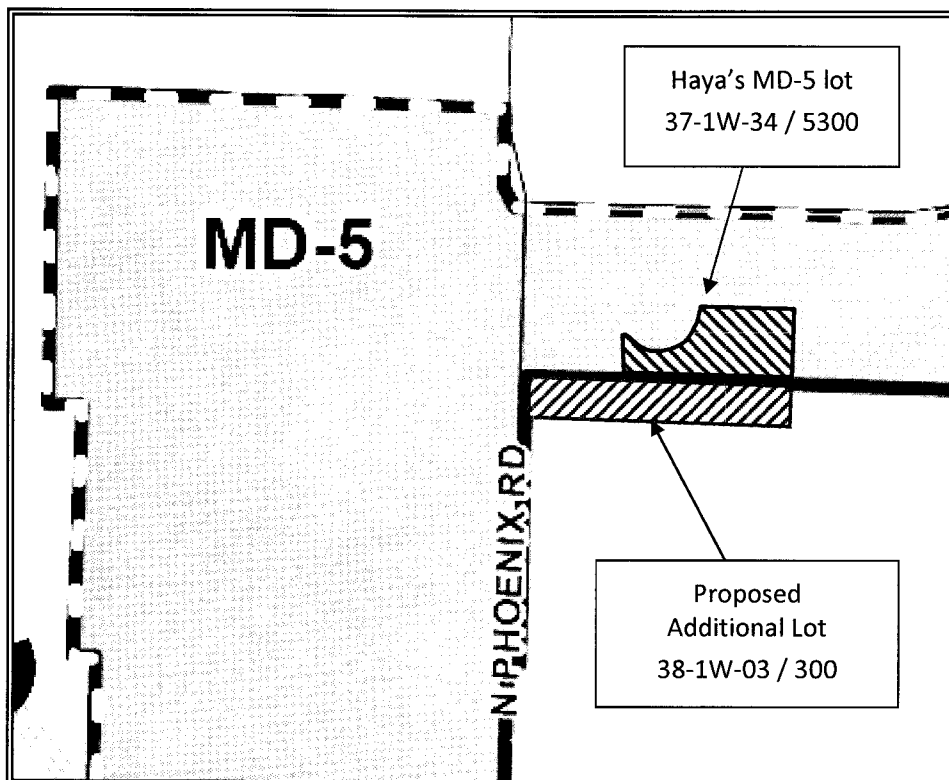 Haya's MD-5 lot
37-1W-34 / 5300
MD-5
N PHOENIX RD
Proposed
Additional Lot
38-1W-03 / 300